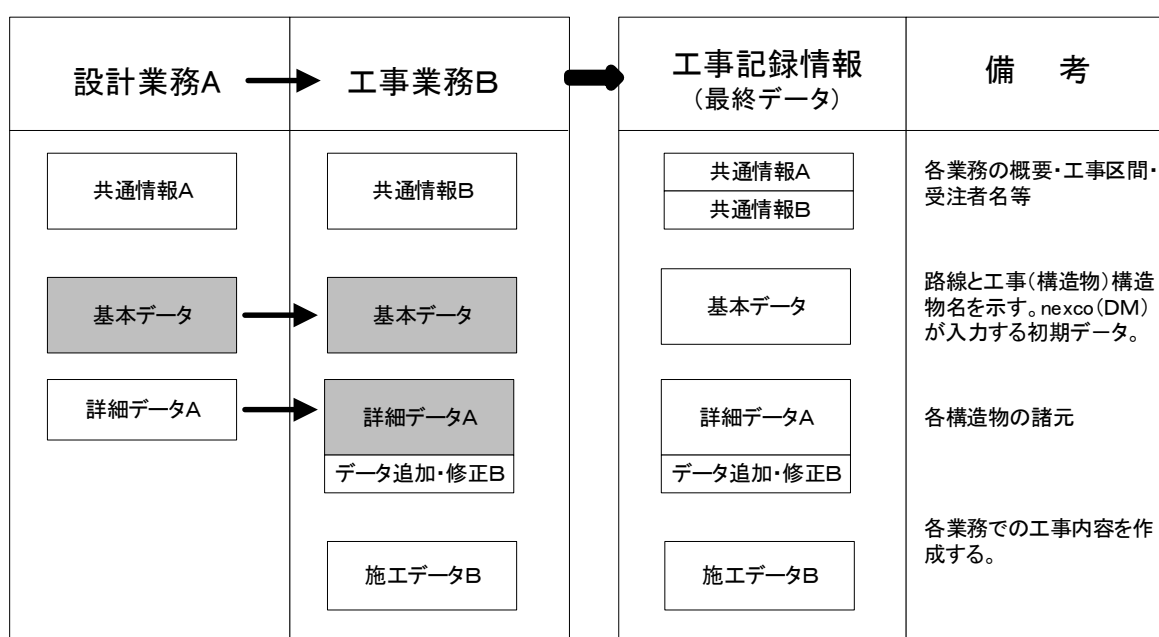 設計業務A
工事業務B
工事記録情報
(最終データ)
備 考
共通情報A
共通情報B
共通情報A
共通情報B
各業務の概要・工事区間・
受注者名等
基本データ
基本データ
基本データ
路線と工事(構造物)構造
物名を示す。nexco(DM)
が入力する初期データ。
詳細データA
詳細データA
データ追加・修正B
詳細データA
データ追加・修正B
各構造物の諸元
施工データB
施工データB
各業務での工事内容を作
成する。